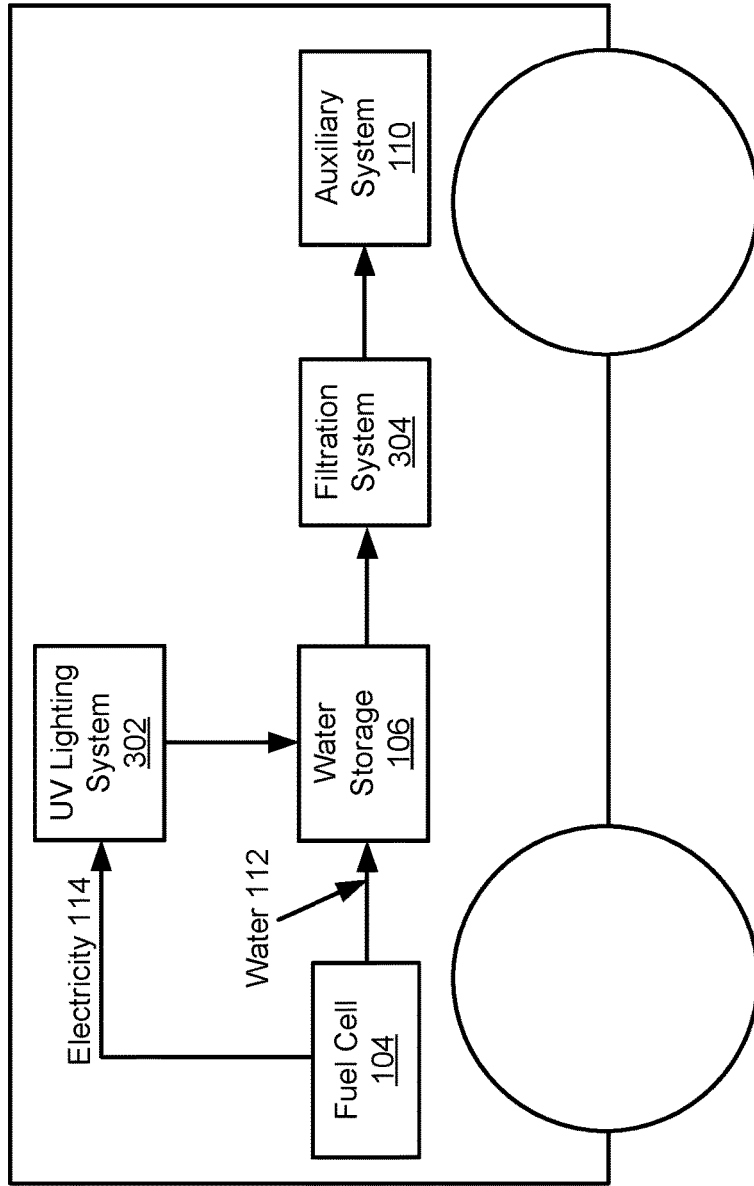 Electricity 114
UV Lighting
System
302
Fuel Cell
104
Water 112
Water
Storage
106
Filtration
System
304
Auxiliary
System
110